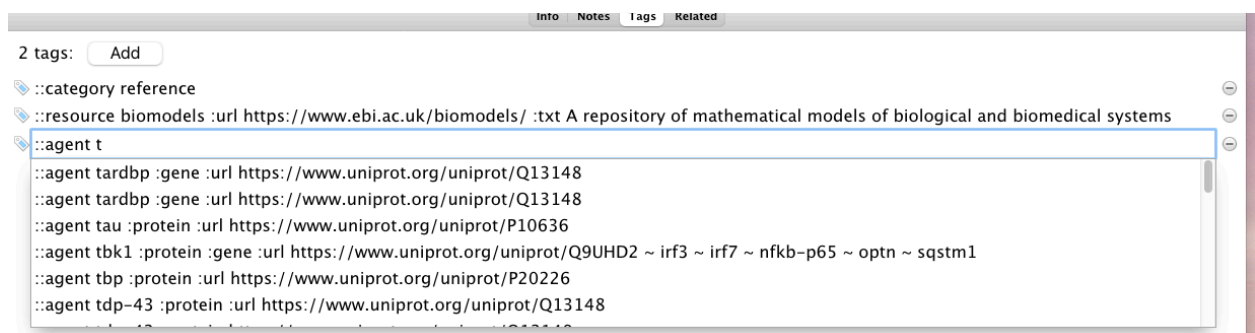 Info Notes Tags Related
2 tags: Add
::category reference
::resource biomodels :url https://www.ebi.ac.uk/biomodels/ :txt A repository of mathematical models of biological and biomedical systems
::agent t
::agent tardbp :gene :url https://www.uniprot.org/uniprot/Q13148
::agent tardbp :gene :url https://www.uniprot.org/uniprot/Q13148
::agent tau :protein :url https://www.uniprot.org/uniprot/P10636
::agent tbk1 :protein :gene :url https://www.uniprot.org/uniprot/Q9UHD2 ~ irf3 ~ irf7 ~ nfkb-p65 ~ optn ~ sqstm1
::agent tbp :protein :url https://www.uniprot.org/uniprot/P20226
::agent tdp-43 :protein :url https://www.uniprot.org/uniprot/Q13148